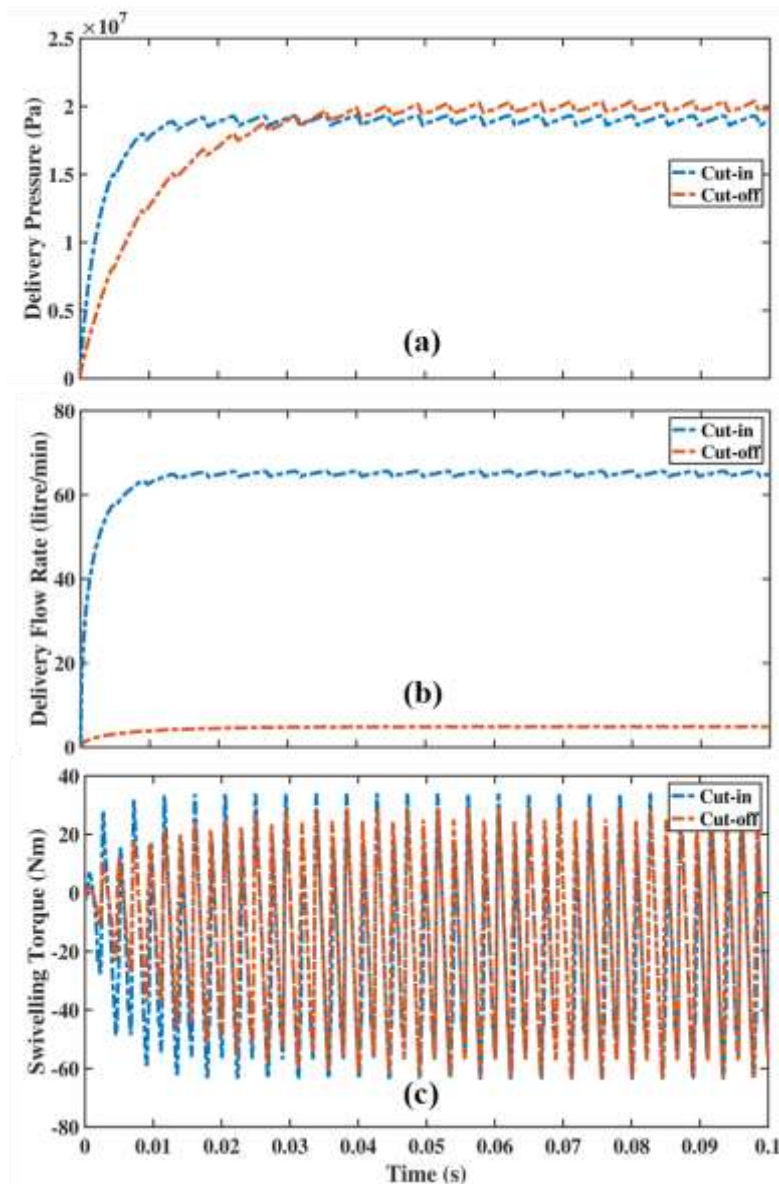 ×10⁷
2.5
2
1.5
1
0.5
0
Delivery Pressure (Pa)
Cut-in
Cut-off
(a)
80
60
40
20
0
Delivery Flow Rate (litre/min)
Cut-in
Cut-off
(b)
40
20
0
-20
-40
-60
-80
Swivelling Torque (Nm)
Cut-in
Cut-off
(c)
0 0.01 0.02 0.03 0.04 0.05 0.06 0.07 0.08 0.09 0.1
Time (s)